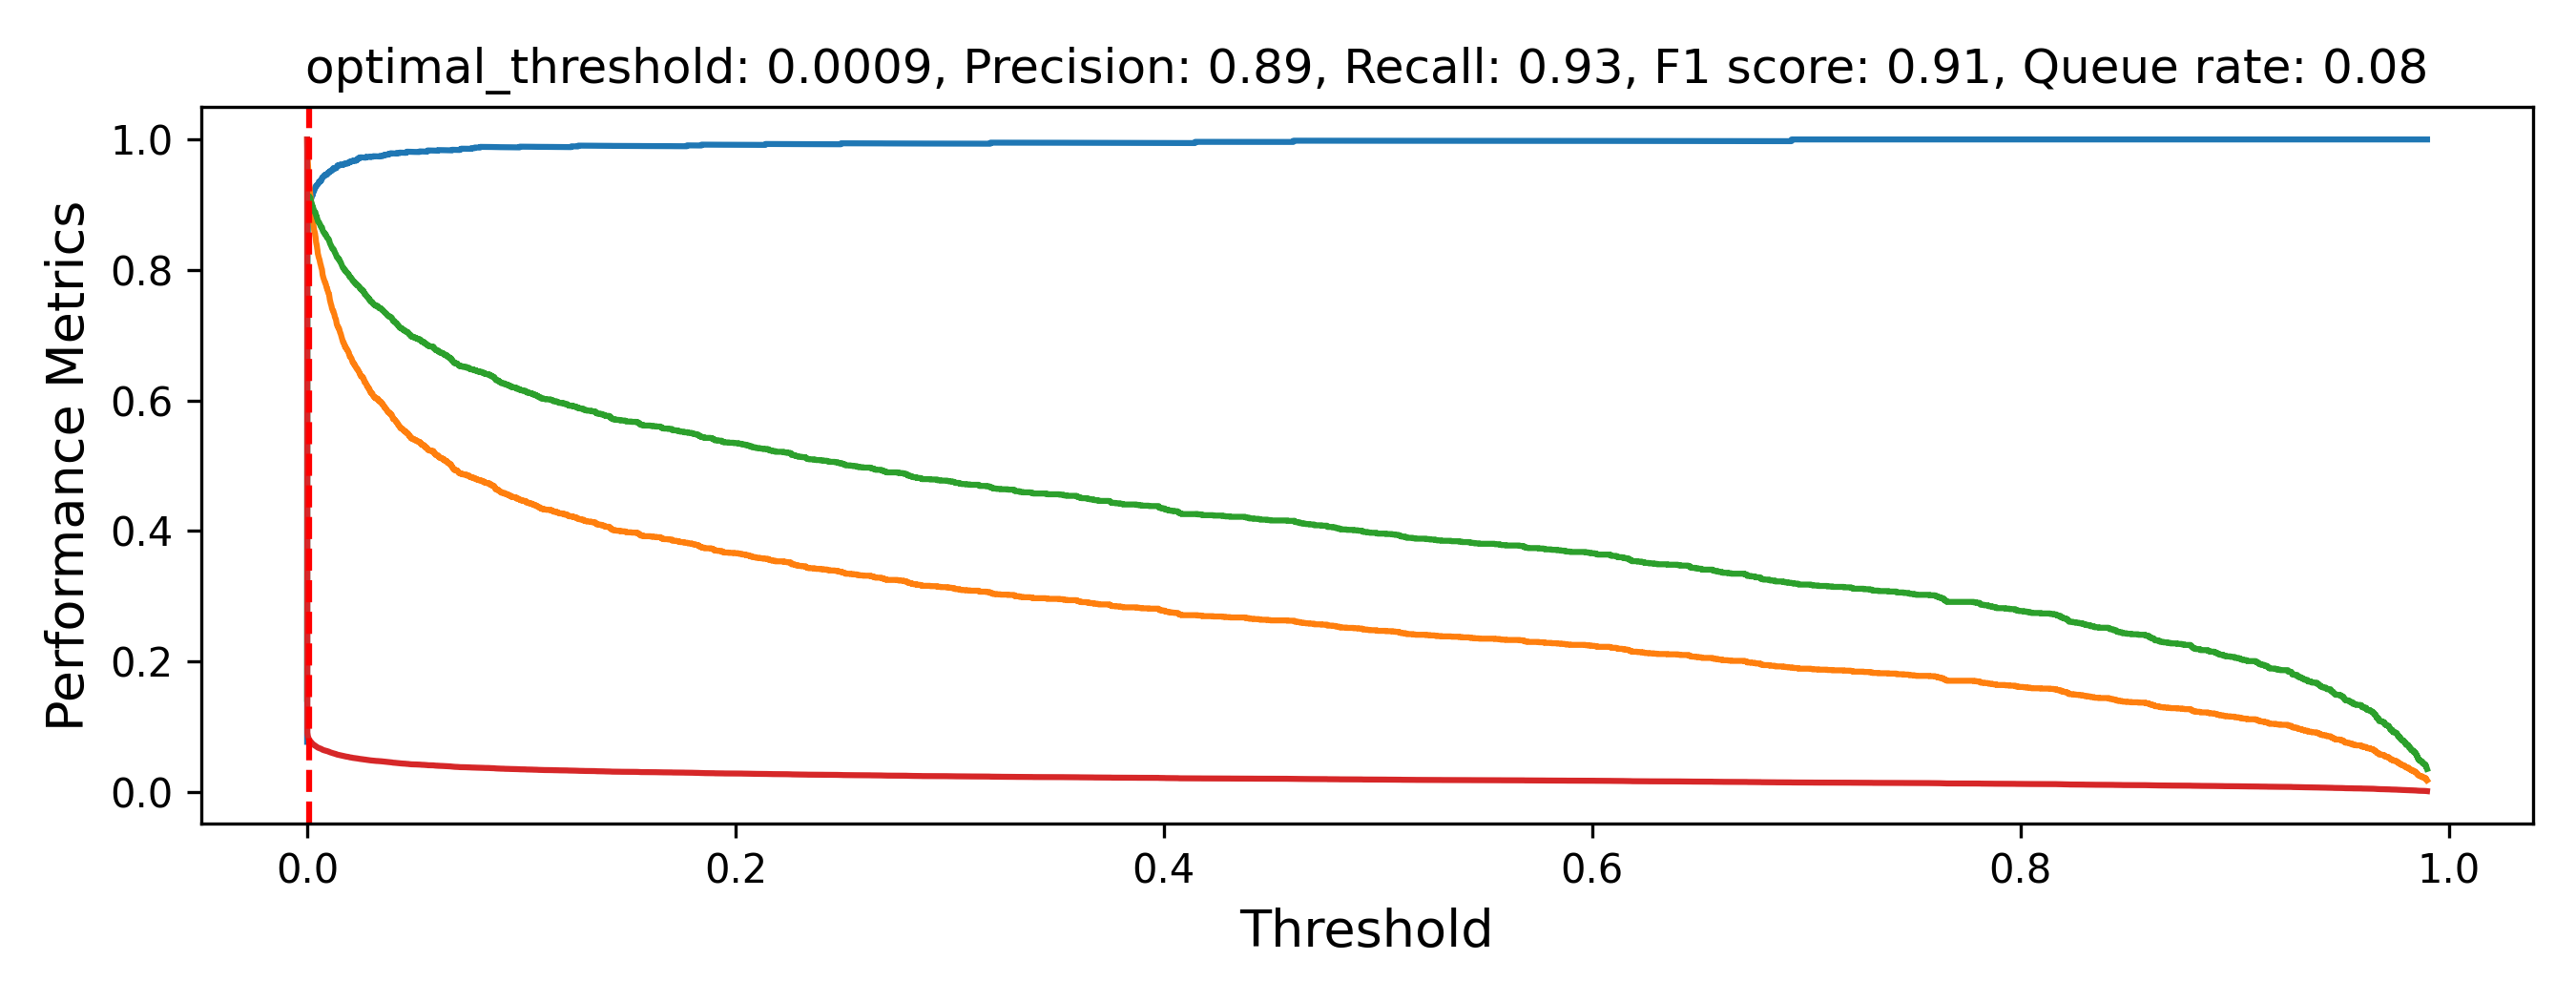 optimal_threshold: 0.0009, Precision: 0.89, Recall: 0.93, F1 score: 0.91, Queue rate: 0.08
Performance Metrics
1.0
0.8
0.6
0.4
0.2
0.0
0.0 0.2 0.4 0.6 0.8 1.0
Threshold